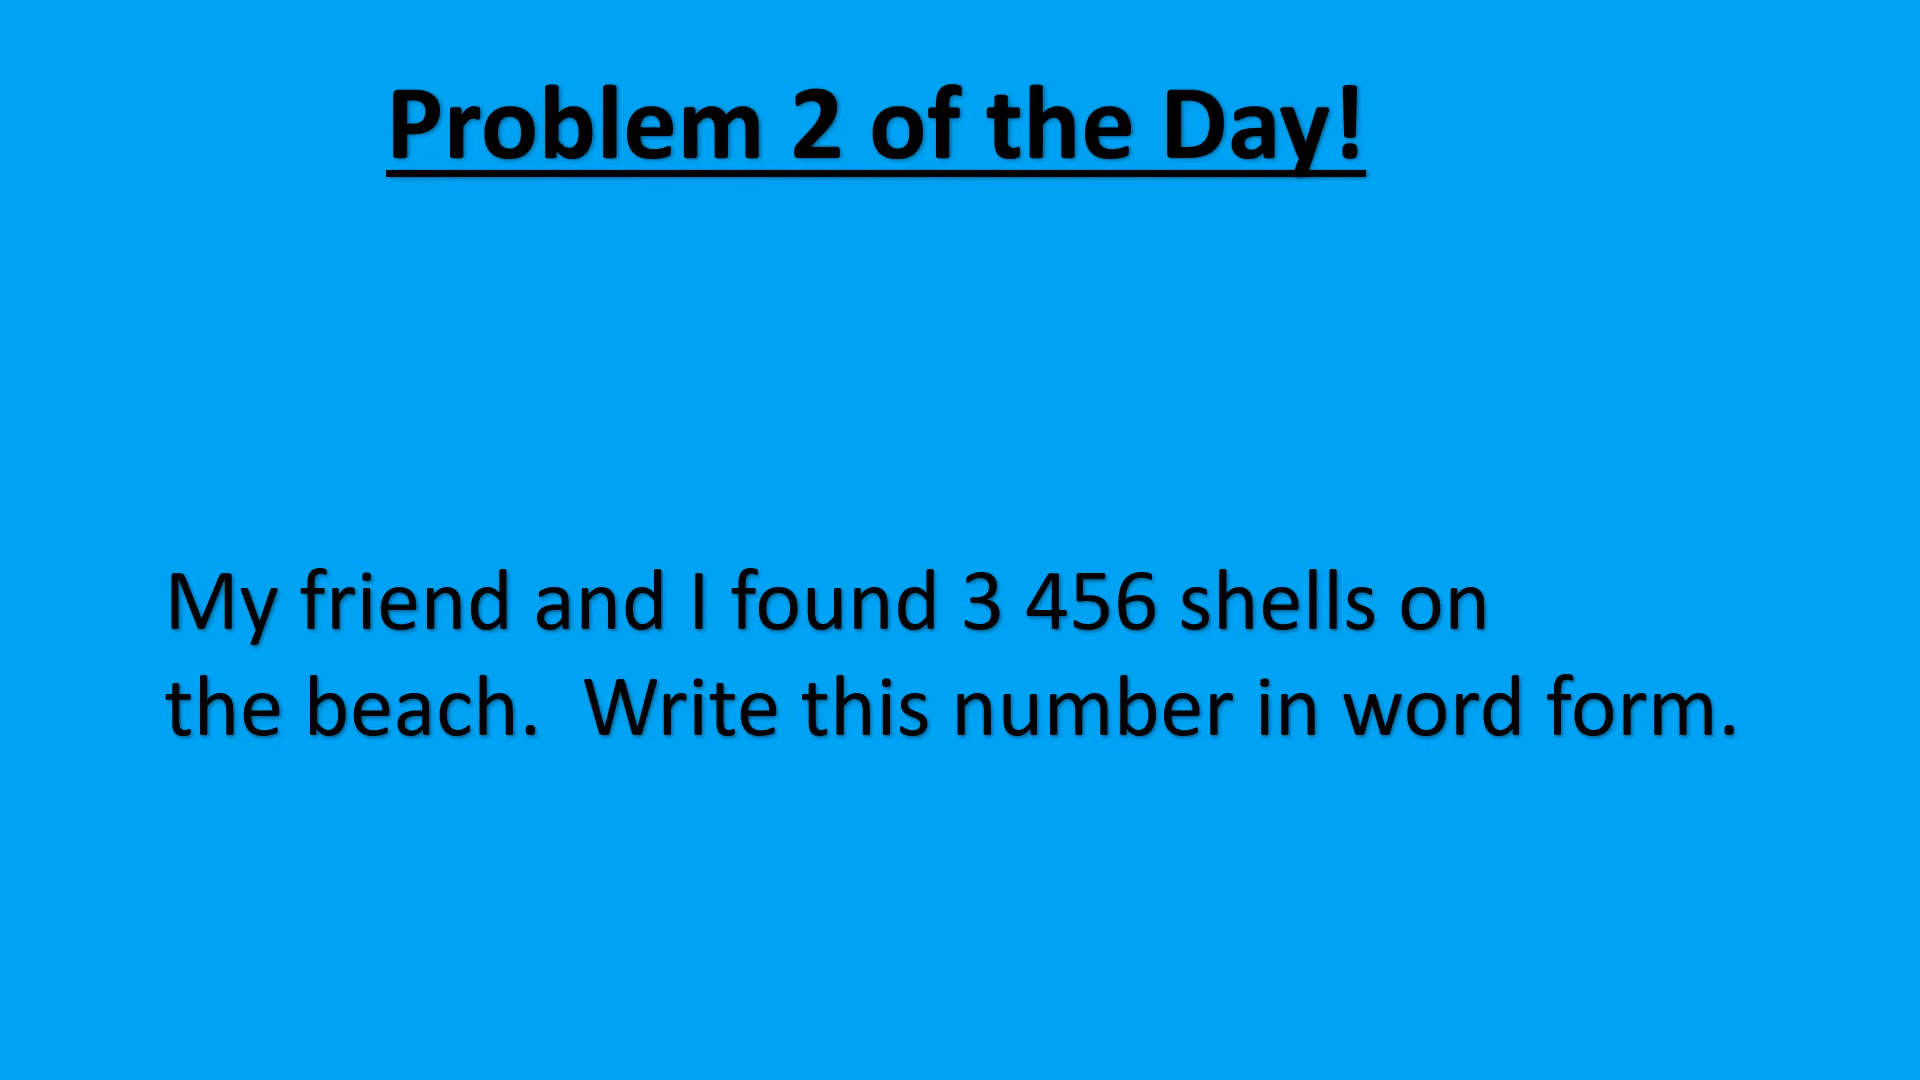 Problem 2 of the Day!
My friend and I found 3 456 shells on
the beach.  Write this number in word form.